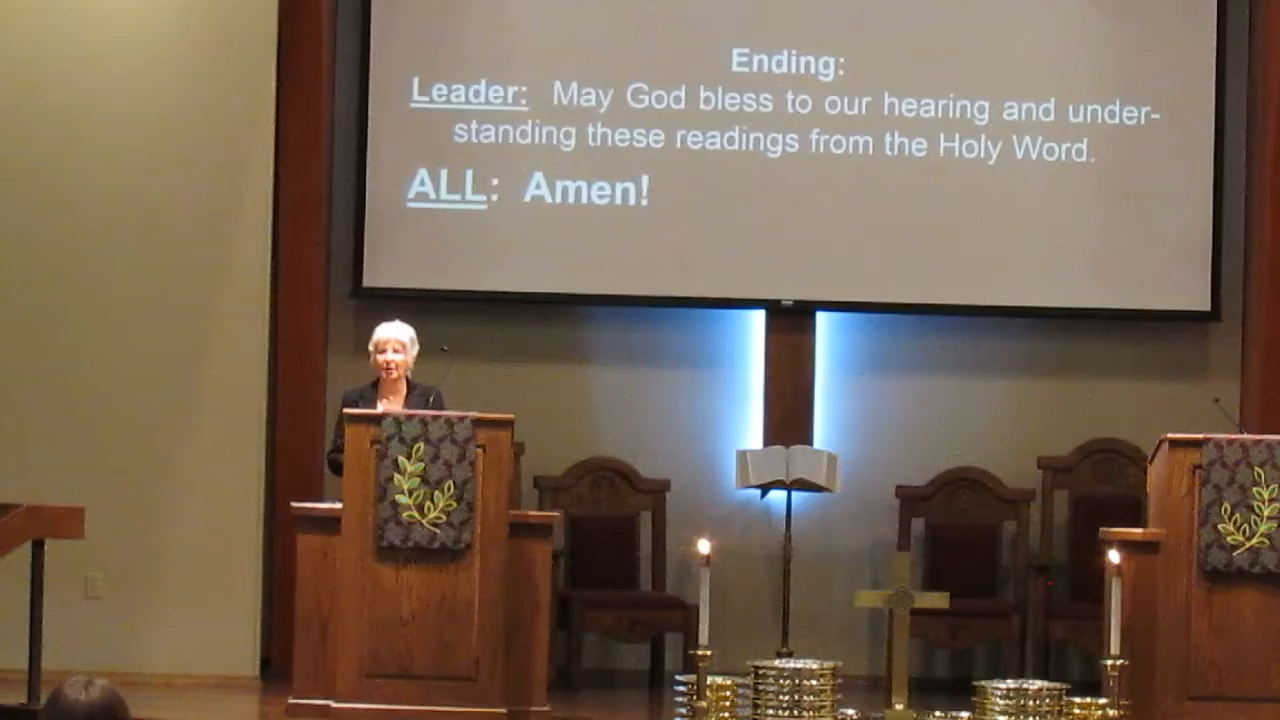 Ending:
Leader: May God bless to our hearing and under-
standing these readings from the Holy Word.
ALL: Amen!